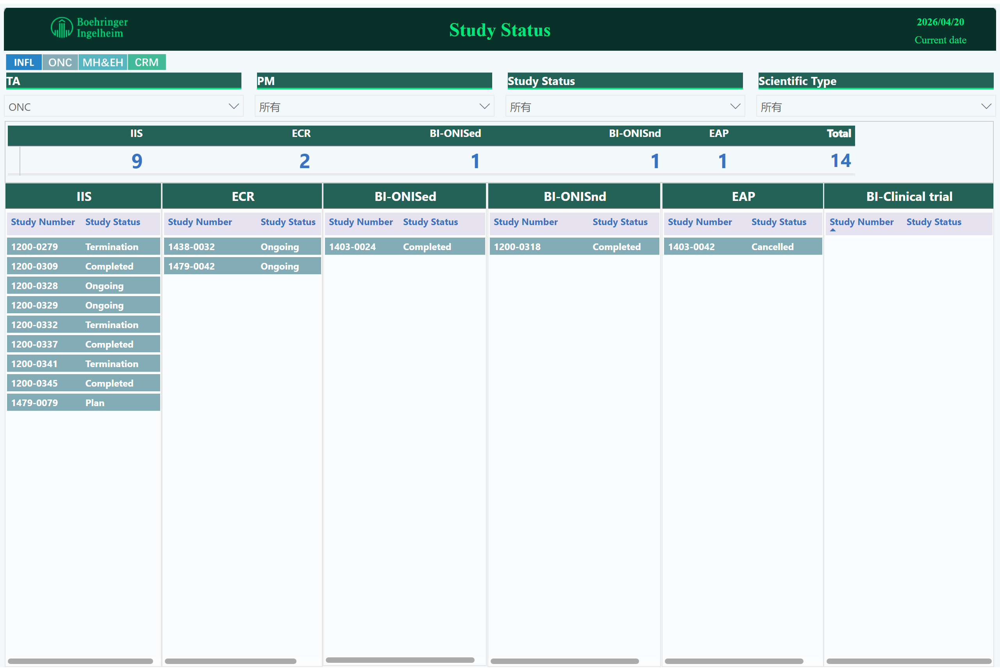 Boehringer
Ingelheim
Study Status
2026/04/20
Current date
INFL ONC MH&EH CRM
TA PM Study Status Scientific Type
ONC 所有 所有 所有
IIS ECR BI-ONISed BI-ONISnd EAP Total
9 2 1 1 1 14
IIS ECR BI-ONISed BI-ONISnd EAP BI-Clinical trial
Study Number Study Status Study Number Study Status Study Number Study Status Study Number Study Status Study Number Study Status Study Number Study Status
1200-0279 Termination 1438-0032 Ongoing 1403-0024 Completed 1200-0318 Completed 1403-0042 Cancelled
1200-0309 Completed 1479-0042 Ongoing
1200-0328 Ongoing
1200-0329 Ongoing
1200-0332 Termination
1200-0337 Completed
1200-0341 Termination
1200-0345 Completed
1479-0079 Plan